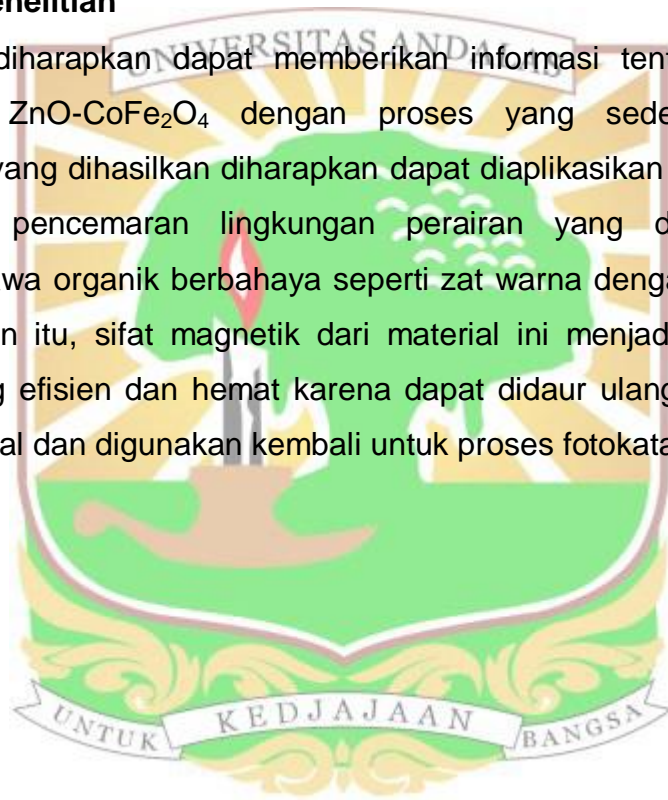 enelitian
UNIVERSITAS ANDALAS
diharapkan dapat memberikan informasi tent
ZnO-CoFe₂O₄ dengan proses yang sede
yang dihasilkan diharapkan dapat diaplikasikan
pencemaran lingkungan perairan yang d
wa organik berbahaya seperti zat warna denga
n itu, sifat magnetik dari material ini menjad
g efisien dan hemat karena dapat didaur ulang
al dan digunakan kembali untuk proses fotokata
UNTUK KEDJAJAAN BANGSA